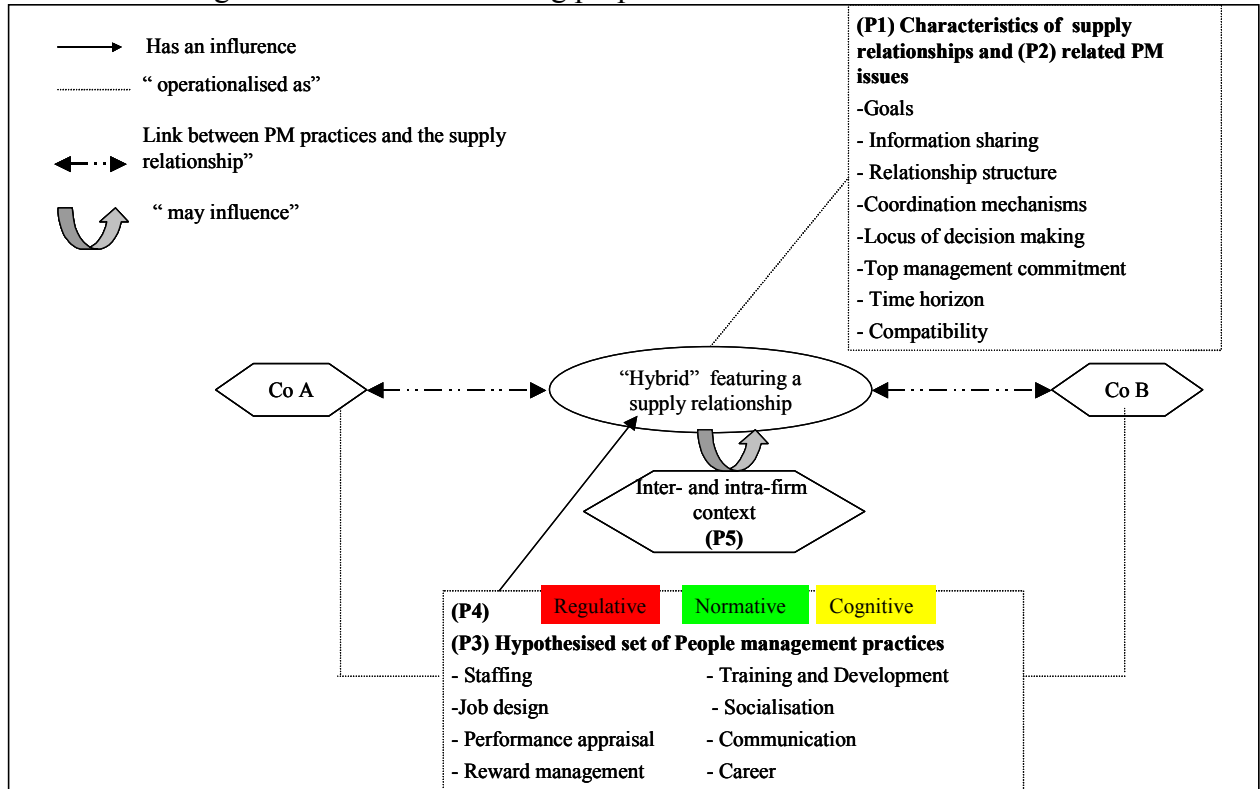 Has an influrence
“ operationalised as”
Link between PM practices and the supply
relationship”
“ may influence”
(P1) Characteristics of supply
relationships and (P2) related PM
issues
-Goals
- Information sharing
- Relationship structure
-Coordination mechanisms
-Locus of decision making
-Top management commitment
- Time horizon
- Compatibility
Co A
“Hybrid” featuring a
supply relationship
Co B
Inter- and intra-firm
context
(P5)
(P4)
Regulative
Normative
Cognitive
(P3) Hypothesised set of People management practices
- Staffing
- Training and Development
-Job design
- Socialisation
- Performance appraisal
- Communication
- Reward management
- Career